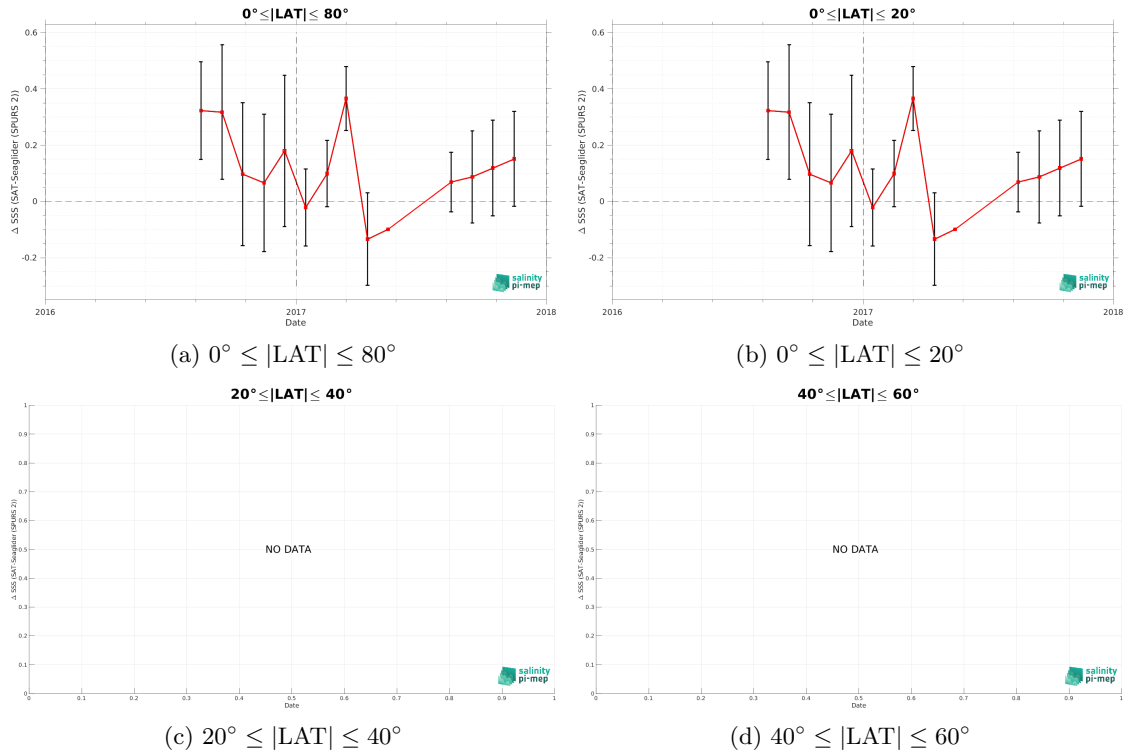 0°≤|LAT|≤ 80°
0.6
0.4
0.2
0
-0.2
Δ SSS (SAT-Seaglider (SPURS 2))
2016
2017
2018
Date
salinity
pi-mep
(a) 0° ≤ |LAT| ≤ 80°
0°≤|LAT|≤ 20°
0.6
0.4
0.2
0
-0.2
Δ SSS (SAT-Seaglider (SPURS 2))
2016
2017
2018
Date
salinity
pi-mep
(b) 0° ≤ |LAT| ≤ 20°
20°≤|LAT|≤ 40°
1
0.9
0.8
0.7
0.6
0.5
0.4
0.3
0.2
0.1
0
Δ SSS (SAT-Seaglider (SPURS 2))
NO DATA
0 0.1 0.2 0.3 0.4 0.5 0.6 0.7 0.8 0.9 1
Date
salinity
pi-mep
(c) 20° ≤ |LAT| ≤ 40°
40°≤|LAT|≤ 60°
1
0.9
0.8
0.7
0.6
0.5
0.4
0.3
0.2
0.1
0
Δ SSS (SAT-Seaglider (SPURS 2))
NO DATA
0 0.1 0.2 0.3 0.4 0.5 0.6 0.7 0.8 0.9 1
Date
salinity
pi-mep
(d) 40° ≤ |LAT| ≤ 60°